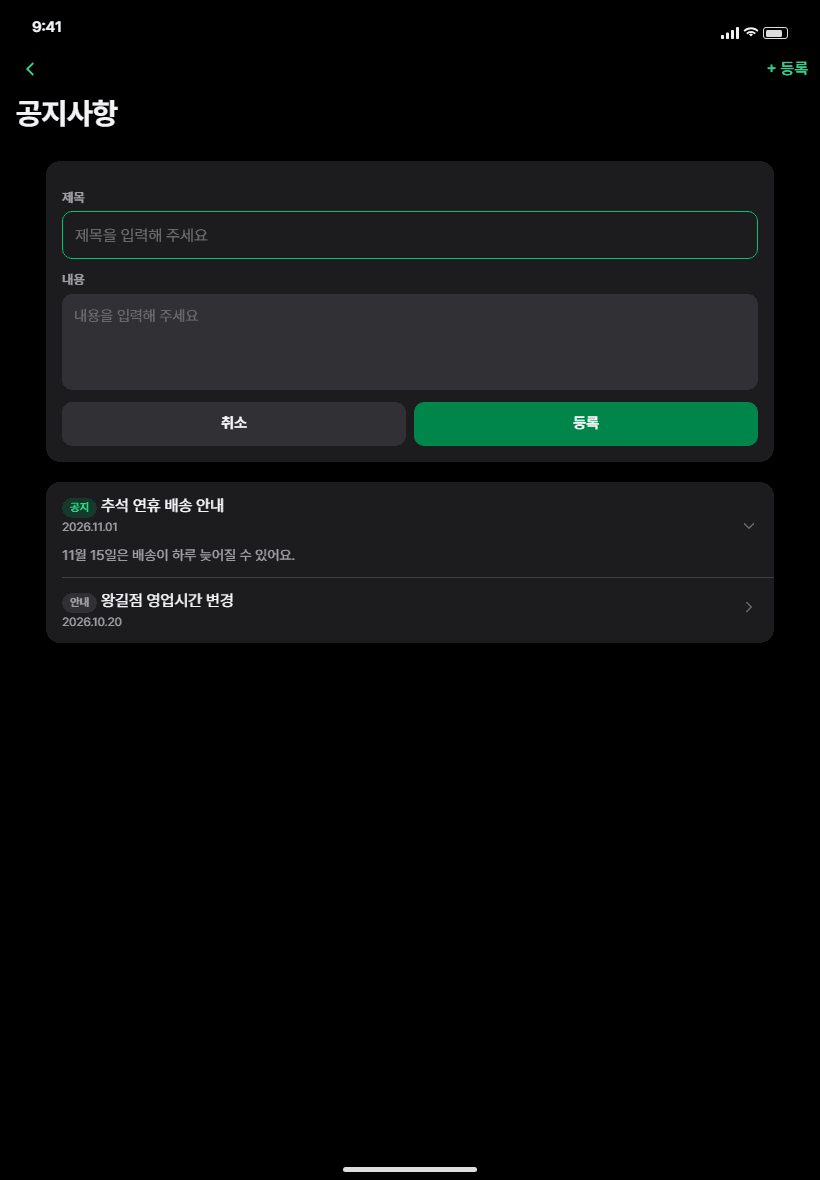 9:41
+ 등록
공지사항
제목
제목을 입력해 주세요
내용
내용을 입력해 주세요
취소
등록
공지 추석 연휴 배송 안내
2026.11.01
11월 15일은 배송이 하루 늦어질 수 있어요.
안내 왕길점 영업시간 변경
2026.10.20